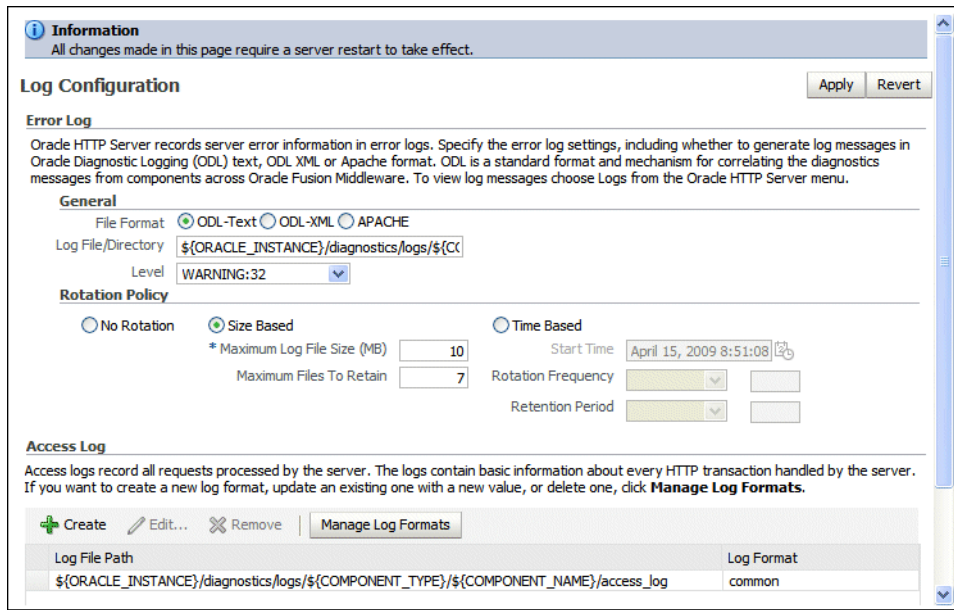 Information
All changes made in this page require a server restart to take effect.
Log Configuration
Apply
Revert
Error Log
Oracle HTTP Server records server error information in error logs. Specify the error log settings, including whether to generate log messages in
Oracle Diagnostic Logging (ODL) text, ODL XML or Apache format. ODL is a standard format and mechanism for correlating the diagnostics
messages from components across Oracle Fusion Middleware. To view log messages choose Logs from the Oracle HTTP Server menu.
General
File Format ODL-Text ODL-XML APACHE
Log File/Directory ${ORACLE_INSTANCE}/diagnostics/logs/${CO
Level WARNING:32
Rotation Policy
No Rotation Size Based Time Based
* Maximum Log File Size (MB) 10 Start Time April 15, 2009 8:51:08
Maximum Files To Retain 7 Rotation Frequency
Retention Period
Access Log
Access logs record all requests processed by the server. The logs contain basic information about every HTTP transaction handled by the server.
If you want to create a new log format, update an existing one with a new value, or delete one, click Manage Log Formats.
Create Edit... Remove Manage Log Formats
Log File Path Log Format
${ORACLE_INSTANCE}/diagnostics/logs/${COMPONENT_TYPE}/${COMPONENT_NAME}/access_log common